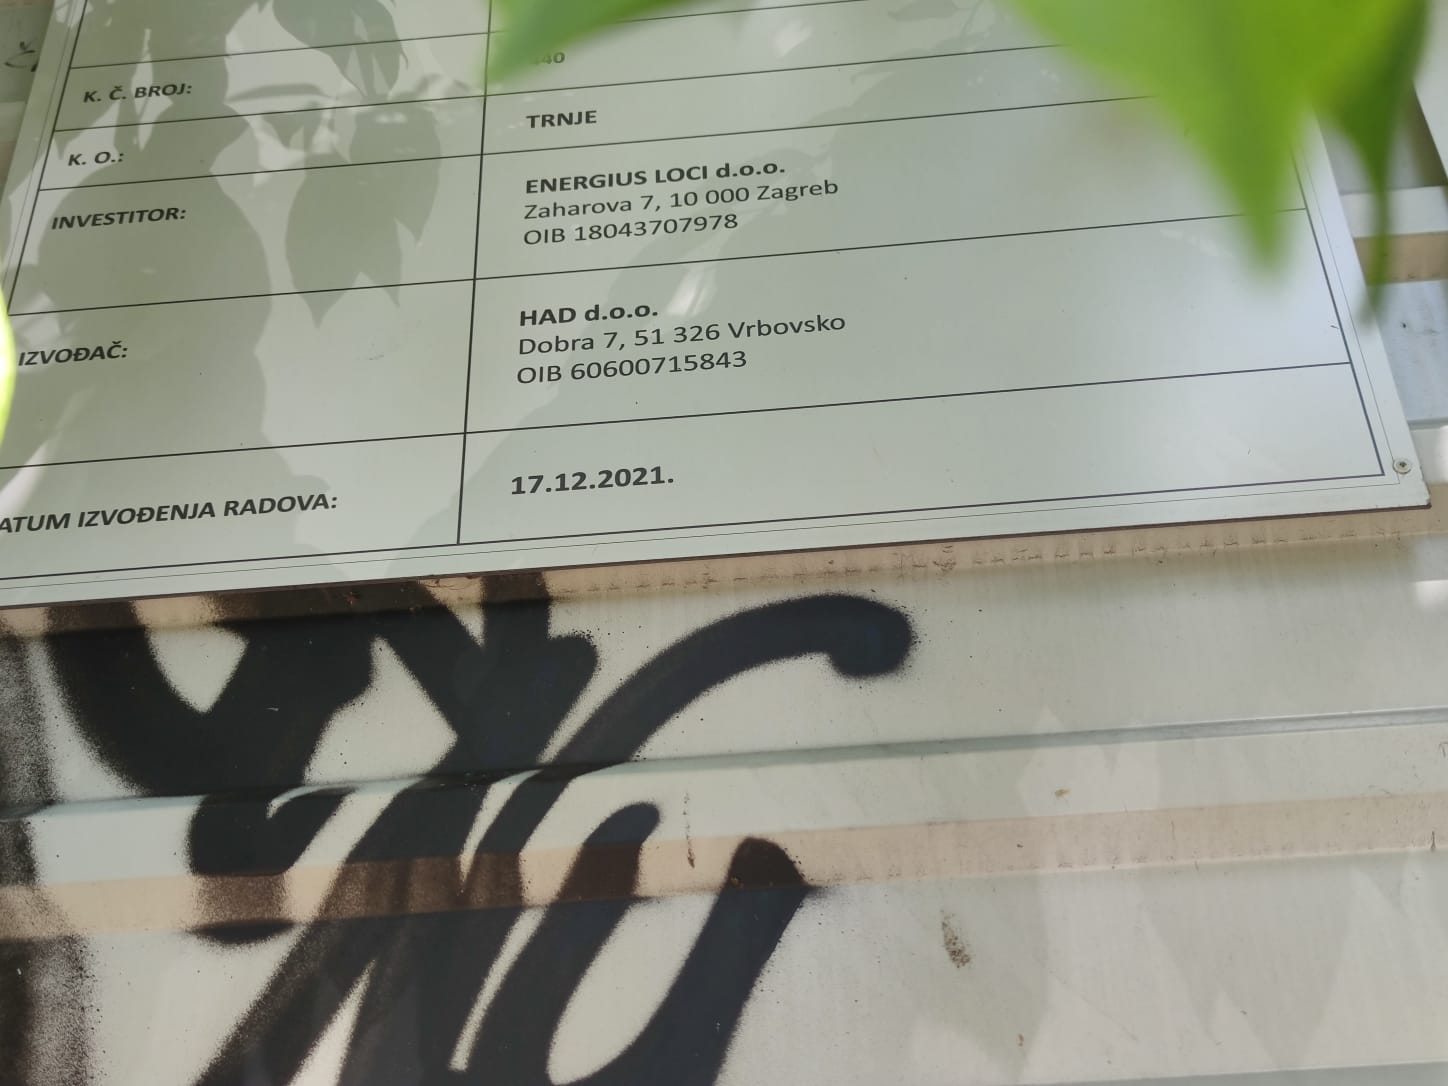 K. Č. BROJ:
K. O.:
TRNJE
INVESTITOR:
ENERGIUS LOCI d.o.o.
Zaharova 7, 10 000 Zagreb
OIB 18043707978
IZVOĐAČ:
HAD d.o.o.
Dobra 7, 51 326 Vrbovsko
OIB 60600715843
ATUM IZVOĐENJA RADOVA:
17.12.2021.